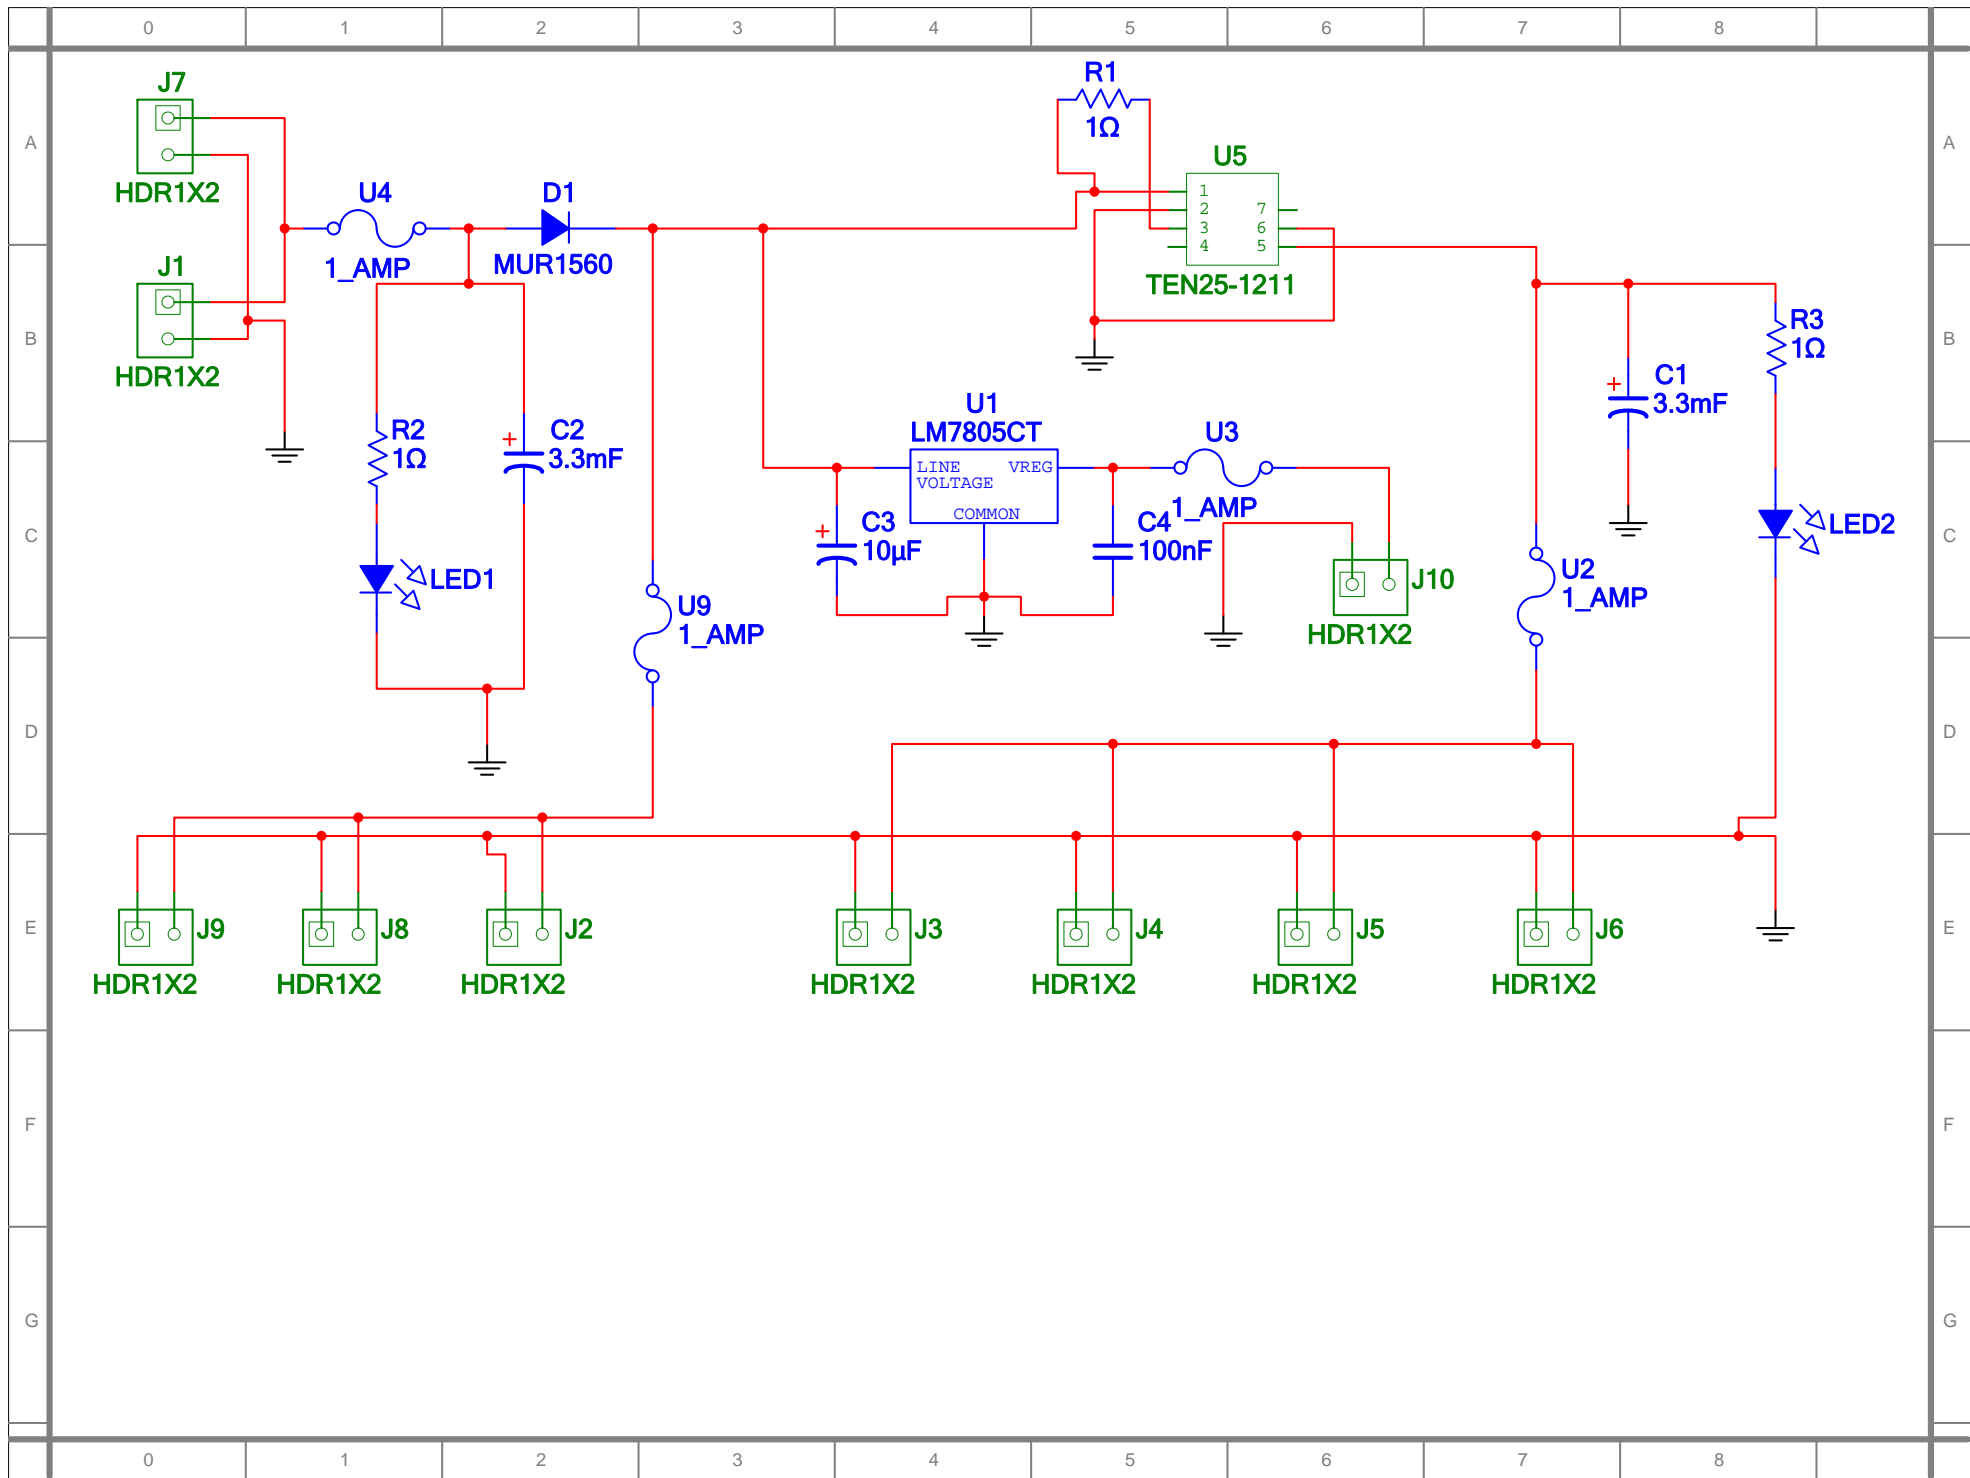 0 1 2 3 4 5 6 7 8
A
A
B
B
C
C
D
D
E
E
F
F
G
G
J7
HDR1X2
J1
HDR1X2
U4
1_AMP
D1
MUR1560
R1
1Ω
U5
1
2 7
3 6
4 5
TEN25-1211
R2
1Ω
C2
3.3mF
LED1
U9
1_AMP
U1
LM7805CT
LINE VREG
VOLTAGE
COMMON
C3
10µF
C4
100nF
U3
1_AMP
J10
HDR1X2
U2
1_AMP
C1
3.3mF
R3
1Ω
LED2
J9
HDR1X2
J8
HDR1X2
J2
HDR1X2
J3
HDR1X2
J4
HDR1X2
J5
HDR1X2
J6
HDR1X2
0 1 2 3 4 5 6 7 8